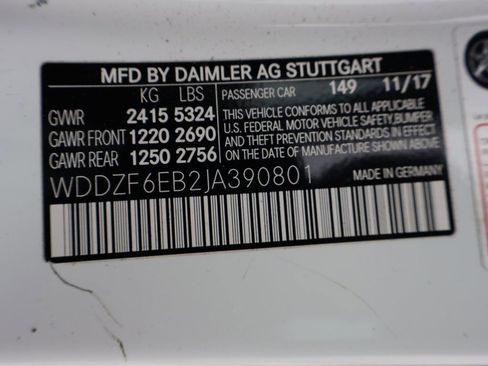 MFD BY DAIMLER AG STUTTGART
KG LBS
PASSENGER CAR 149 11/17
GVWR 2415 5324
GAWR FRONT 1220 2690
GAWR REAR 1250 2756
THIS VEHICLE CONFORMS TO ALL APPLICABLE
U.S. FEDERAL MOTOR VEHICLE SAFETY,BUMPER
AND THEFT PREVENTION STANDARDS IN EFFECT
ON THE DATE OF MANUFACTURE SHOWN ABOVE.
WDDZF6EB2JA390801
MADE IN GERMANY